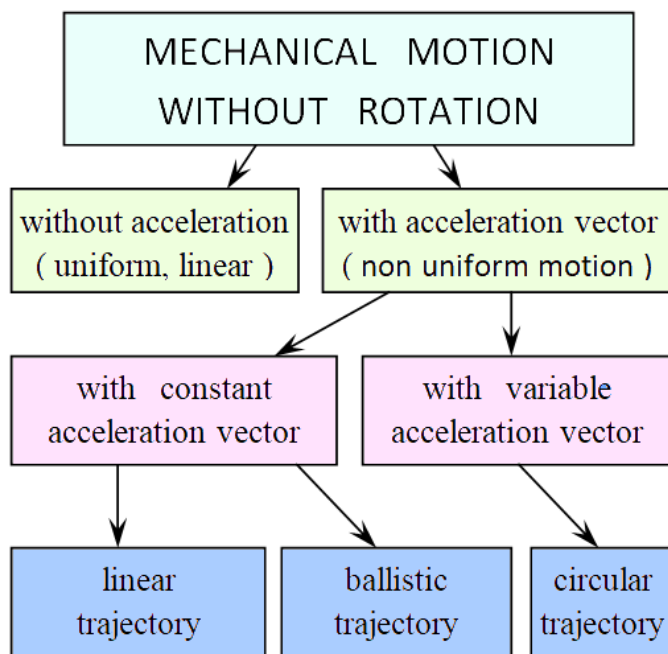 MECHANICAL MOTION
WITHOUT ROTATION
without acceleration
( uniform, linear )
with acceleration vector
( non uniform motion )
with constant
acceleration vector
with variable
acceleration vector
linear
trajectory
ballistic
trajectory
circular
trajectory